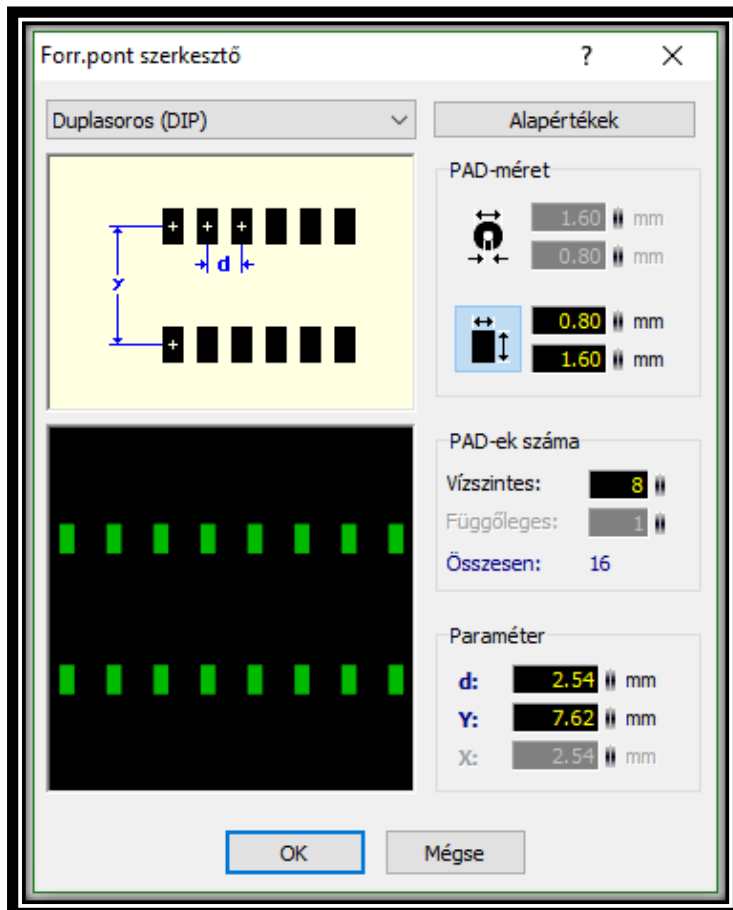 Forr.pont szerkesztő ? ×
Duplasoros (DIP)
Alapértékek
y
d
PAD-méret
1.60 mm
0.80 mm
0.80 mm
1.60 mm
PAD-ek száma
Vízszintes: 8
Függőleges: 1
Összesen: 16
Paraméter
d: 2.54 mm
Y: 7.62 mm
X: 2.54 mm
OK
Mégse